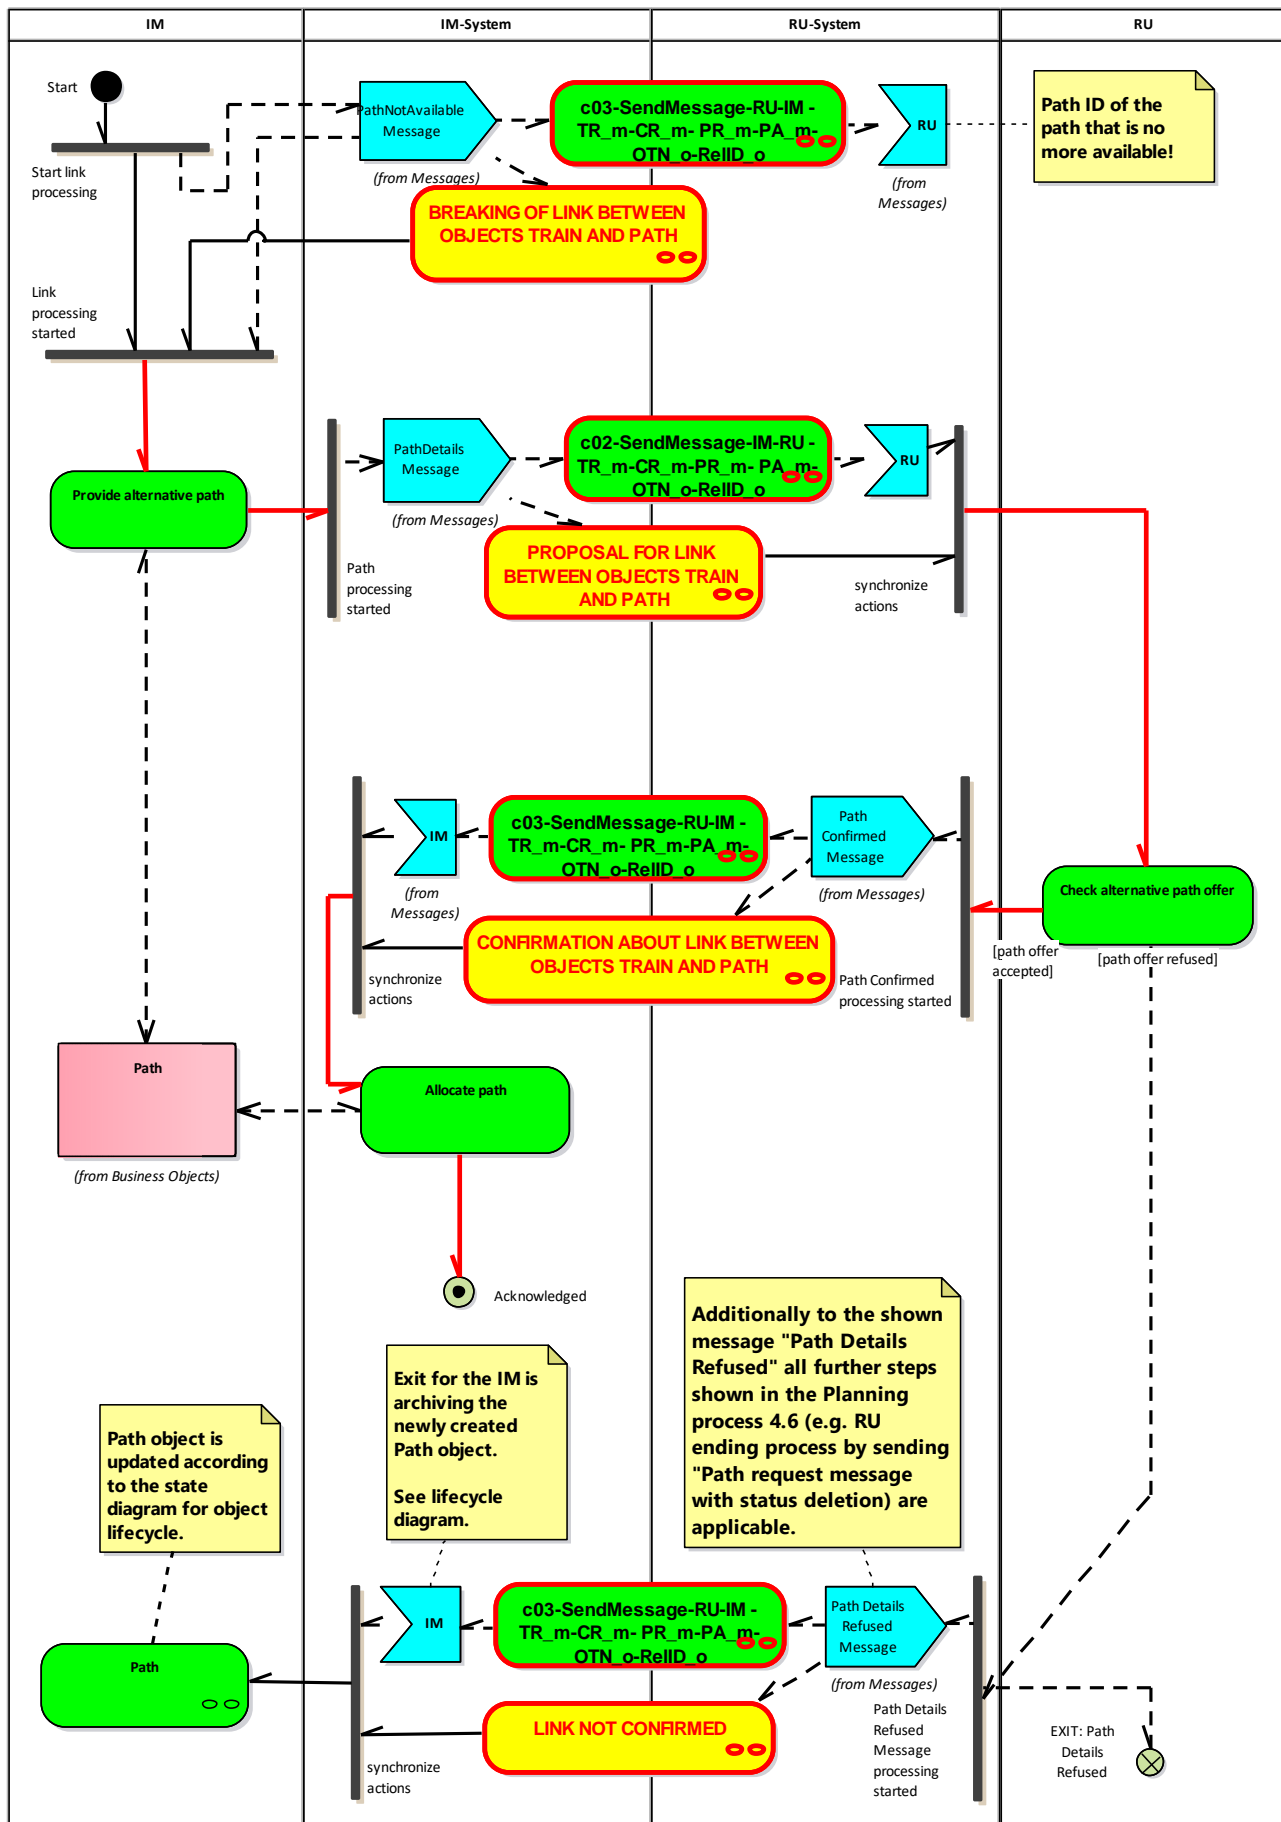 IM
IM-System
RU-System
RU
Start
PathNotAvailable
Message
(from Messages)
c03-SendMessage-RU-IM -
TR_m-CR_m- PR_m-PA_m-
OTN_o-RelID_o
RU
(from
Messages)
Path ID of the
path that is no
more available!
Start link
processing
BREAKING OF LINK BETWEEN
OBJECTS TRAIN AND PATH
Link
processing
started
Provide alternative path
PathDetails
Message
(from Messages)
c02-SendMessage-IM-RU -
TR_m-CR_m-PR_m- PA_m-
OTN_o-RelID_o
RU
Path
processing
started
PROPOSAL FOR LINK
BETWEEN OBJECTS TRAIN
AND PATH
synchronize
actions
IM
(from
Messages)
c03-SendMessage-RU-IM -
TR_m-CR_m- PR_m-PA_m-
OTN_o-RelID_o
Path
Confirmed
Message
(from Messages)
Check alternative path offer
[path offer
accepted]
[path offer refused]
CONFIRMATION ABOUT LINK BETWEEN
OBJECTS TRAIN AND PATH
synchronize
actions
Path Confirmed
processing started
Path
(from Business Objects)
Allocate path
Acknowledged
Additionally to the shown
message "Path Details
Refused" all further steps
shown in the Planning
process 4.6 (e.g. RU
ending process by sending
"Path request message
with status deletion) are
applicable.
Exit for the IM is
archiving the
newly created
Path object.
See lifecycle
diagram.
Path object is
updated according
to the state
diagram for object
lifecycle.
IM
c03-SendMessage-RU-IM -
TR_m-CR_m- PR_m-PA_m-
OTN_o-RelID_o
Path Details
Refused
Message
(from Messages)
Path
LINK NOT CONFIRMED
synchronize
actions
Path Details
Refused
Message
processing
started
EXIT: Path
Details
Refused